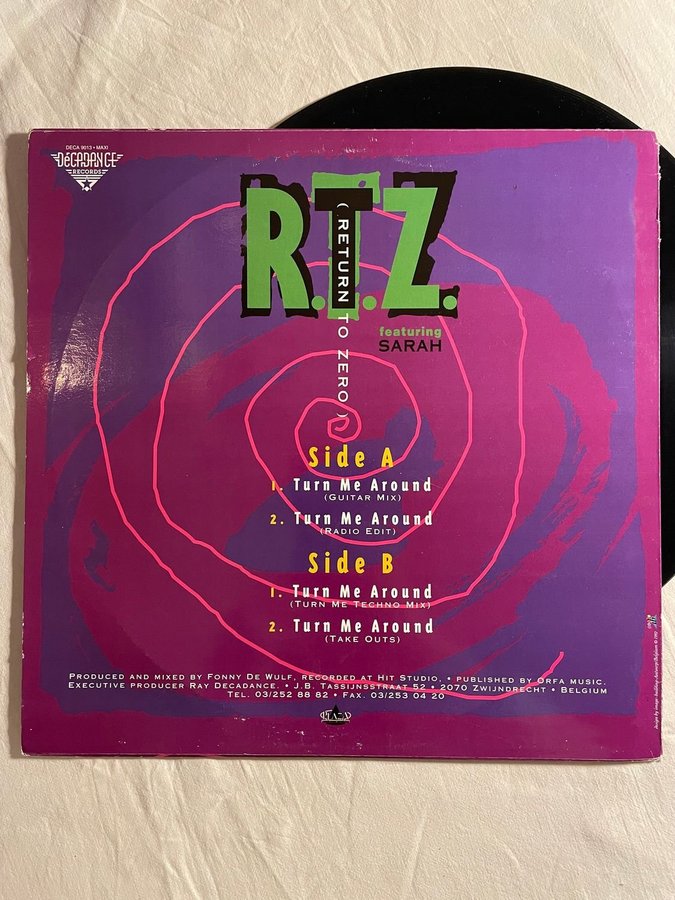 DECA 9013 • MAXI
DéCADANCE
RECORDS
R.T.Z.
(RETURN TO ZERO)
featuring
SARAH
Side A
1. Turn Me Around
(Guitar Mix)
2. Turn Me Around
(Radio Edit)
Side B
1. Turn Me Around
(Turn Me Techno Mix)
2. Turn Me Around
(Take Outs)
Produced and mixed by Fonny De Wulf, recorded at Hit Studio, • published by Orfa music.
Executive producer Ray Decadance. • J.B. Tassijnsstraat 52 • 2070 Zwijndrecht • Belgium
Tel. 03/252 88 82 • Fax. 03/253 04 20